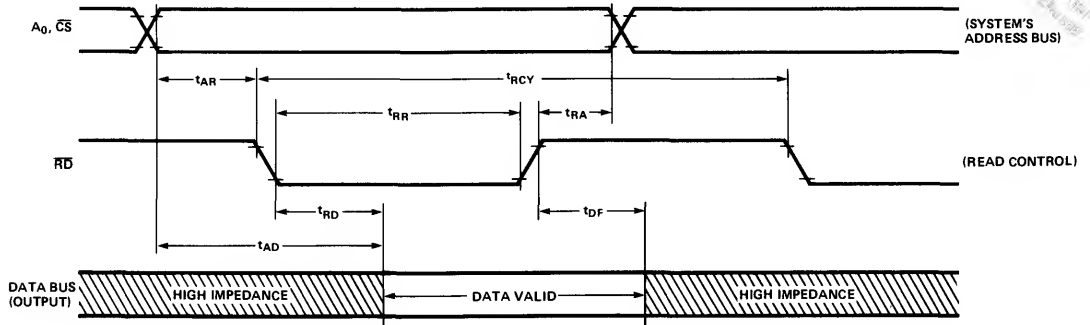 A0, CS
(SYSTEM'S
ADDRESS BUS)
tAR
tRCY
tRR
tRA
RD
(READ CONTROL)
tRD
tDF
tAD
DATA BUS
(OUTPUT)
HIGH IMPEDANCE
DATA VALID
HIGH IMPEDANCE